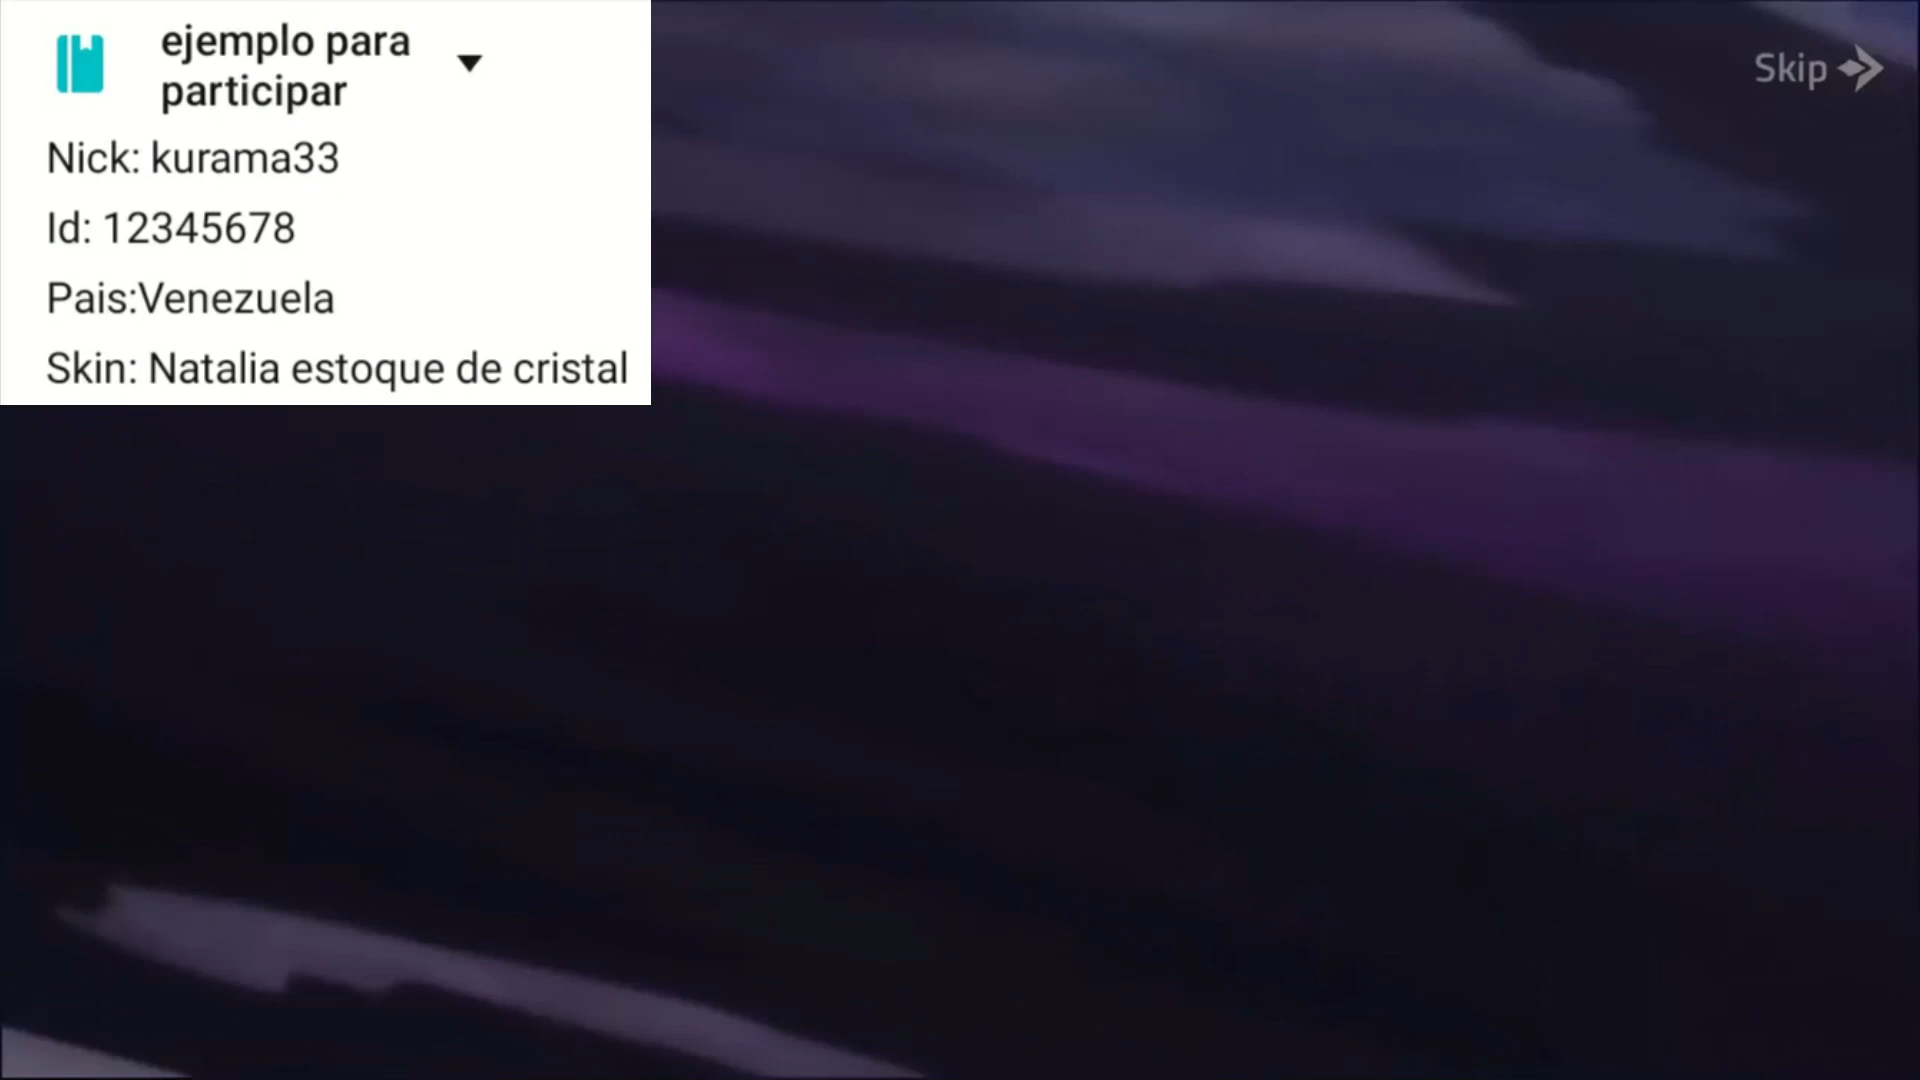 ejemplo para
participar
Nick: kurama33
Id: 12345678
Pais:Venezuela
Skin: Natalia estoque de cristal
Skip